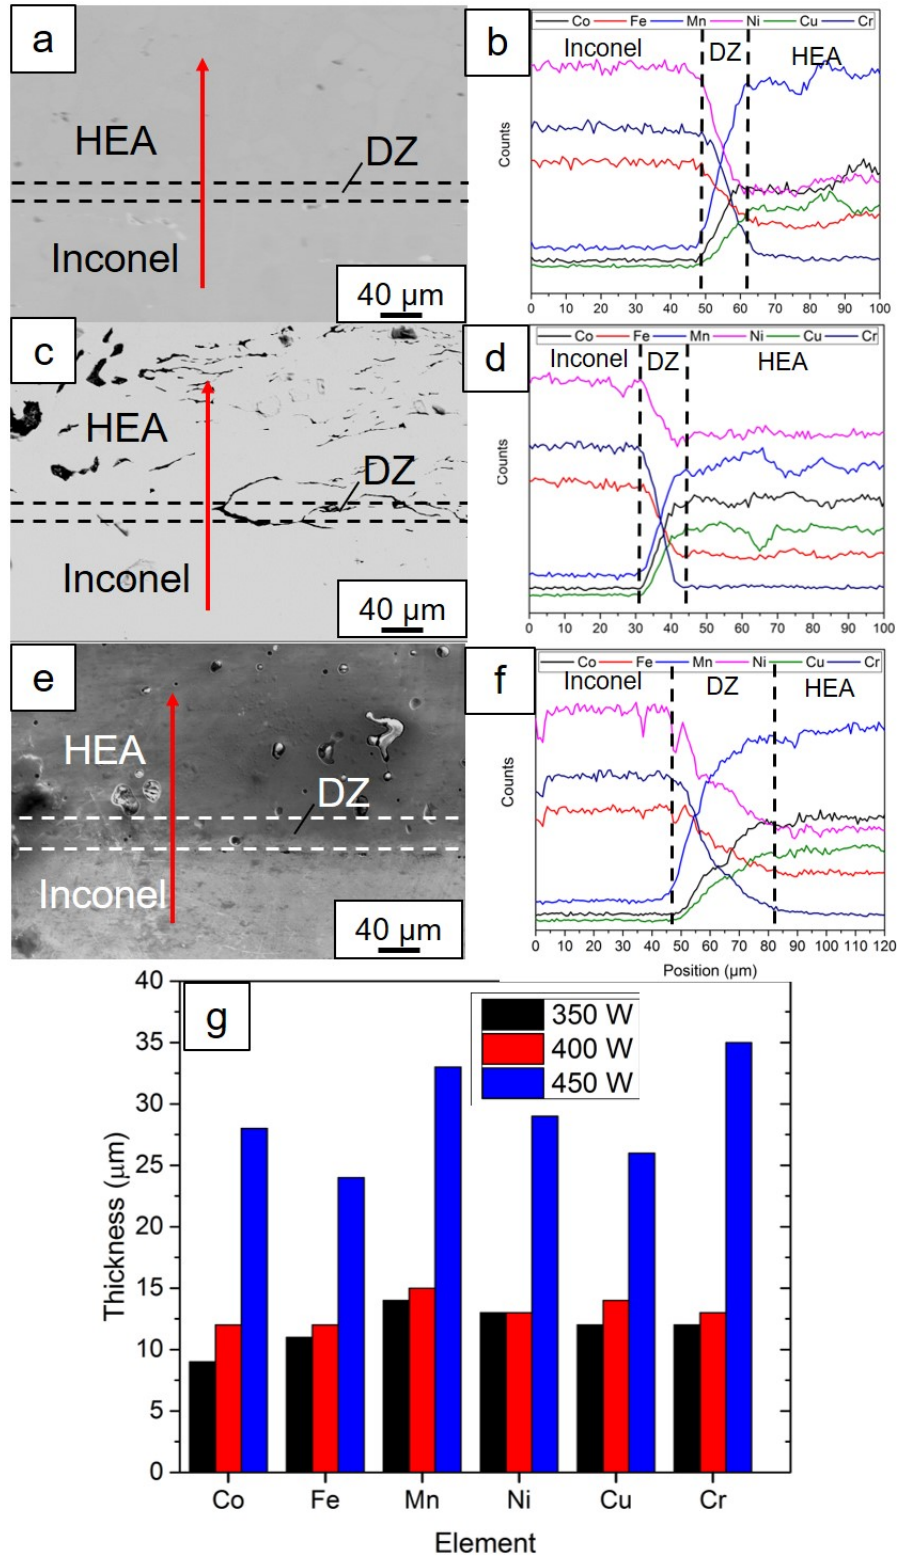 a
HEA
DZ
Inconel
40 µm
b
Co Fe Mn Ni Cu Cr
Inconel DZ HEA
Counts
0 10 20 30 40 50 60 70 80 90 100
c
HEA
DZ
Inconel
40 µm
d
Co Fe Mn Ni Cu Cr
Inconel DZ HEA
Counts
0 10 20 30 40 50 60 70 80 90 100
e
HEA
DZ
Inconel
40 µm
f
Co Fe Mn Ni Cu Cr
Inconel DZ HEA
Counts
0 10 20 30 40 50 60 70 80 90 100 110 120
Position (µm)
g
350 W
400 W
450 W
Thickness (µm)
40
35
30
25
20
15
10
5
0
Co Fe Mn Ni Cu Cr
Element